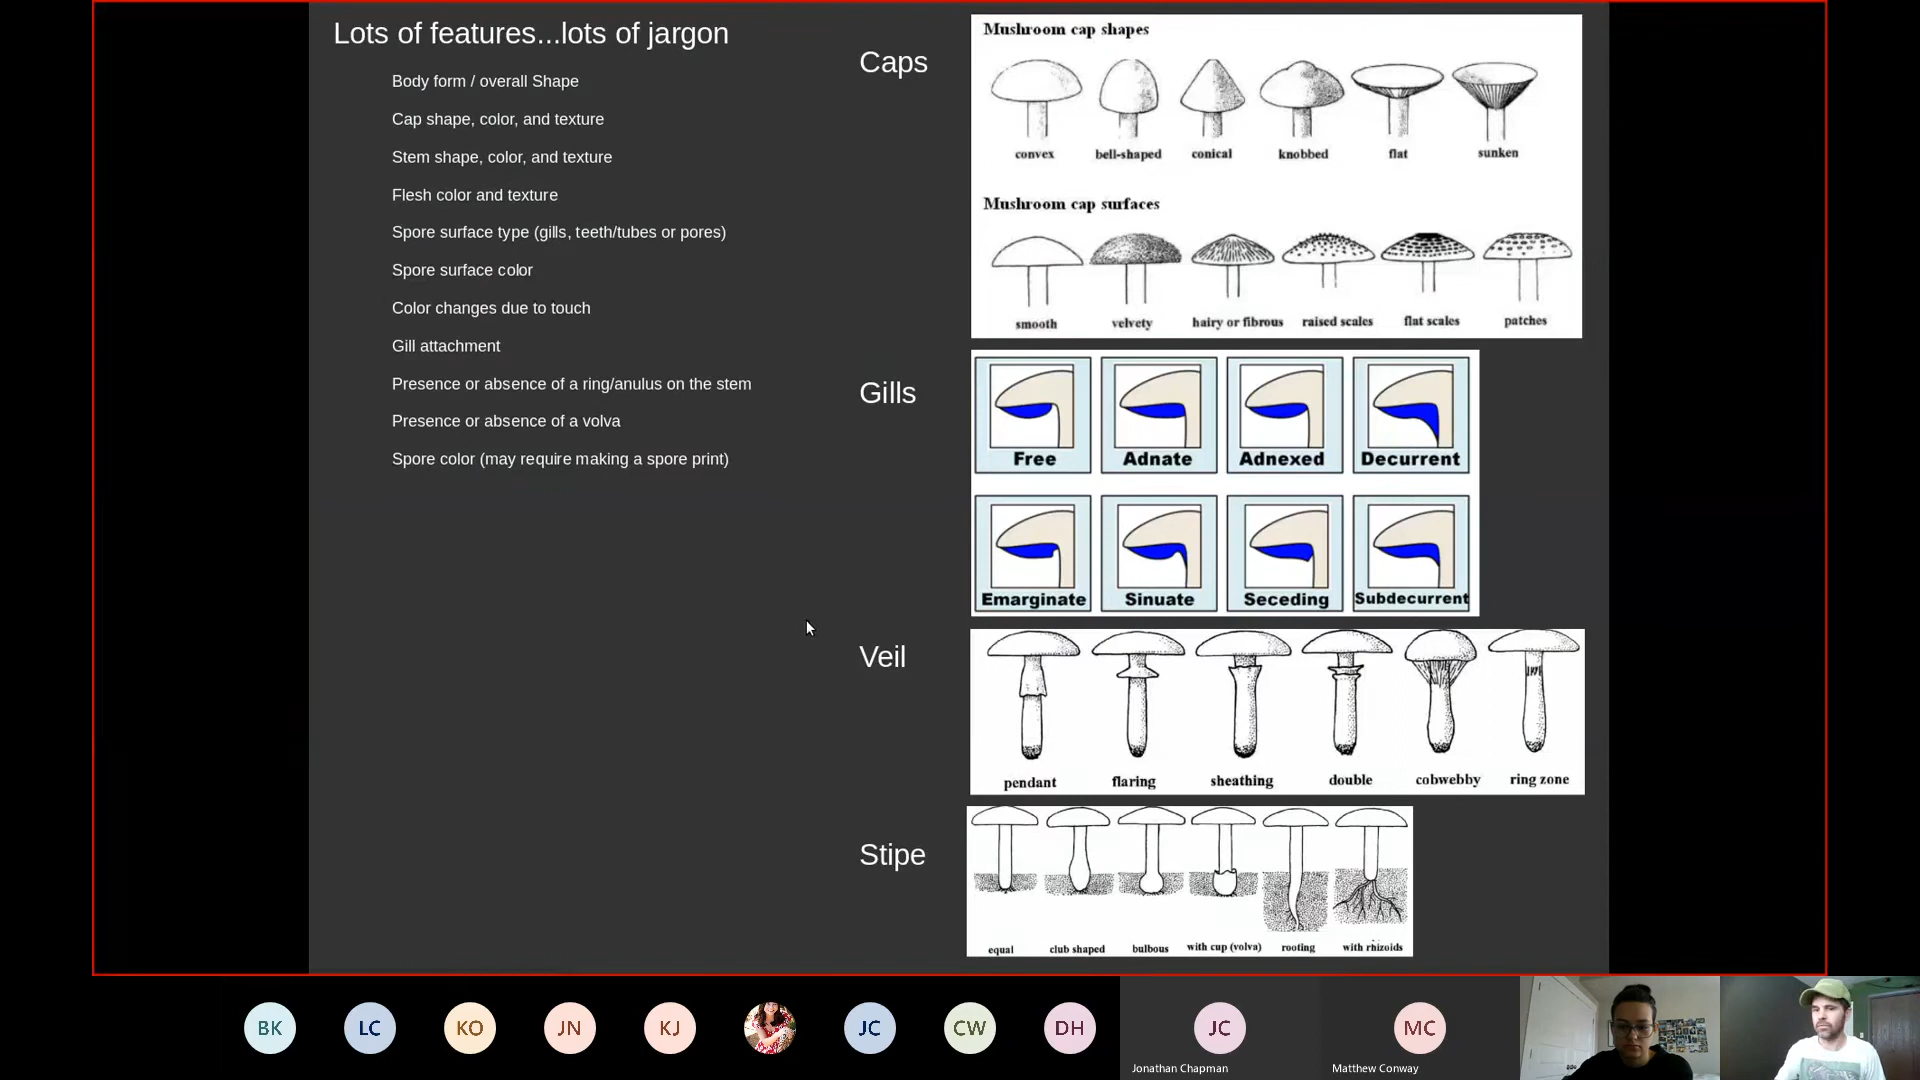 Lots of features...lots of jargon
Body form / overall Shape
Cap shape, color, and texture
Stem shape, color, and texture
Flesh color and texture
Spore surface type (gills, teeth/tubes or pores)
Spore surface color
Color changes due to touch
Gill attachment
Presence or absence of a ring/anulus on the stem
Presence or absence of a volva
Spore color (may require making a spore print)
Caps
Mushroom cap shapes
convex bell-shaped conical knobbed flat sunken
Mushroom cap surfaces
smooth velvety hairy or fibrous raised scales flat scales patches
Gills
Free Adnate Adnexed Decurrent
Emarginate Sinuate Seceding Subdecurrent
Veil
pendant flaring sheathing double cobwebby ring zone
Stipe
equal club shaped bulbous with cup (volva) rooting with rhizoids
BK LC KO JN KJ JC CW DH JC MC
Jonathan Chapman Matthew Conway